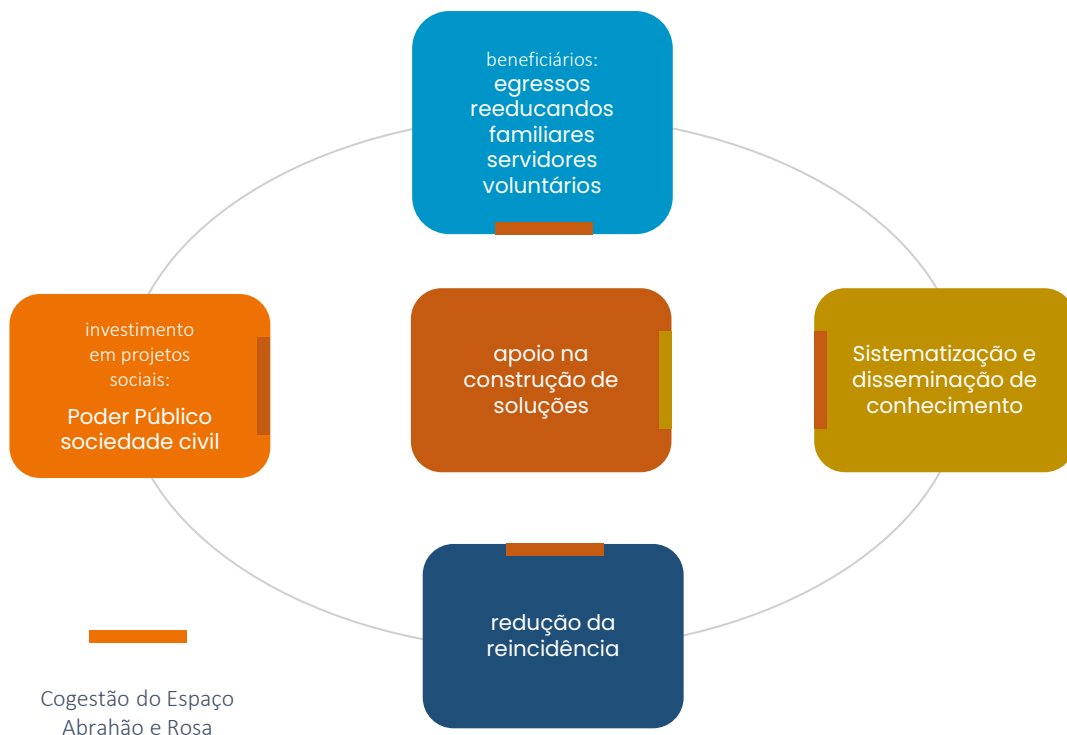 beneficiários:
egressos
reeducandos
familiares
servidores
voluntários
investimento
em projetos
sociais:
Poder Público
sociedade civil
apoio na
construção de
soluções
Sistematização e
disseminação de
conhecimento
redução da
reincidência
Cogestão do Espaço
Abrahão e Rosa